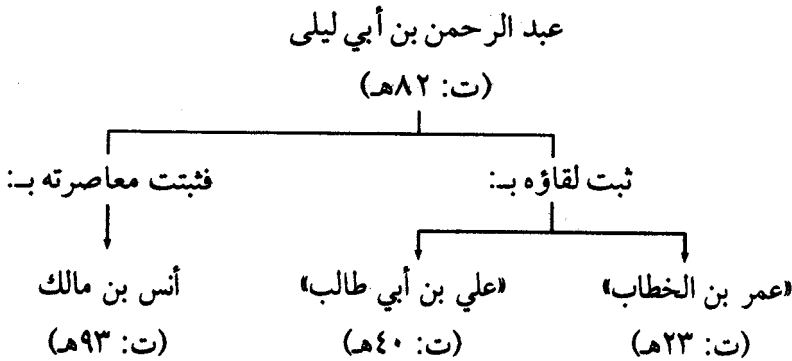 عبد الرحمن بن أبي ليلى
(ت: ٨٢هـ)
ثبت لقاؤه بـ: فثبتت معاصرته بـ:
«عمر بن الخطاب» «علي بن أبي طالب» أنس بن مالك
(ت: ٢٣هـ) (ت: ٤٠هـ) (ت: ٩٣هـ)